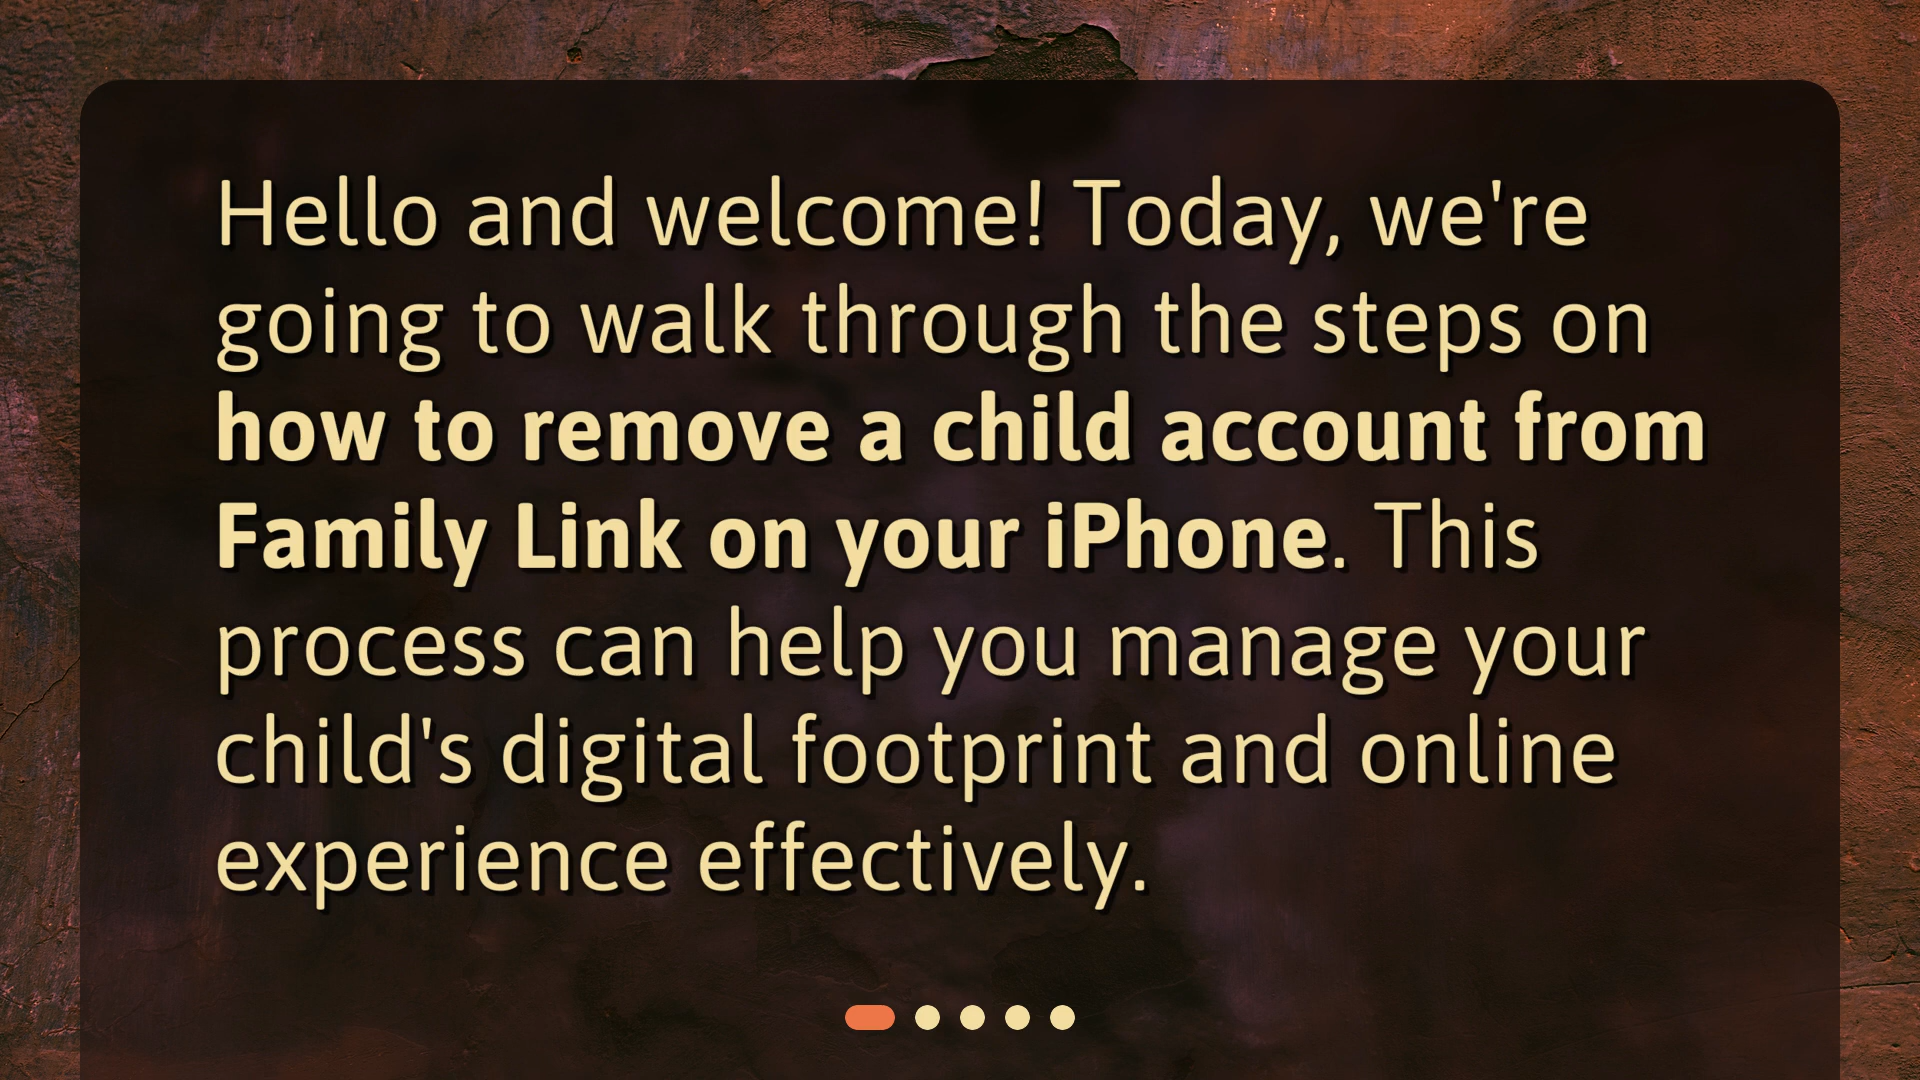 Hello and welcome! Today, we're
going to walk through the steps on
how to remove a child account from
Family Link on your iPhone. This
process can help you manage your
child's digital footprint and online
experience effectively.